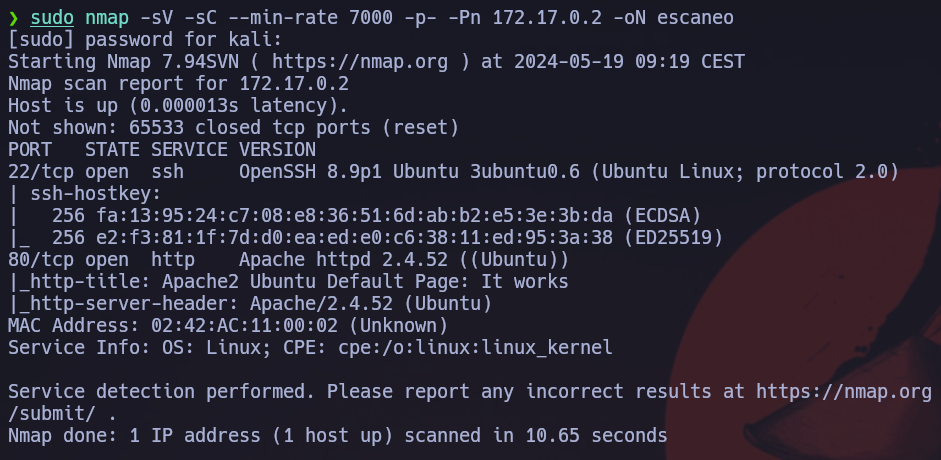 ❯ sudo nmap -sV -sC --min-rate 7000 -p- -Pn 172.17.0.2 -oN escaneo
[sudo] password for kali:
Starting Nmap 7.94SVN ( https://nmap.org ) at 2024-05-19 09:19 CEST
Nmap scan report for 172.17.0.2
Host is up (0.000013s latency).
Not shown: 65533 closed tcp ports (reset)
PORT   STATE SERVICE VERSION
22/tcp open  ssh     OpenSSH 8.9p1 Ubuntu 3ubuntu0.6 (Ubuntu Linux; protocol 2.0)
| ssh-hostkey:
|   256 fa:13:95:24:c7:08:e8:36:51:6d:ab:b2:e5:3e:3b:da (ECDSA)
|_  256 e2:f3:81:1f:7d:d0:ea:ed:e0:c6:38:11:ed:95:3a:38 (ED25519)
80/tcp open  http    Apache httpd 2.4.52 ((Ubuntu))
|_http-title: Apache2 Ubuntu Default Page: It works
|_http-server-header: Apache/2.4.52 (Ubuntu)
MAC Address: 02:42:AC:11:00:02 (Unknown)
Service Info: OS: Linux; CPE: cpe:/o:linux:linux_kernel

Service detection performed. Please report any incorrect results at https://nmap.org
/submit/ .
Nmap done: 1 IP address (1 host up) scanned in 10.65 seconds